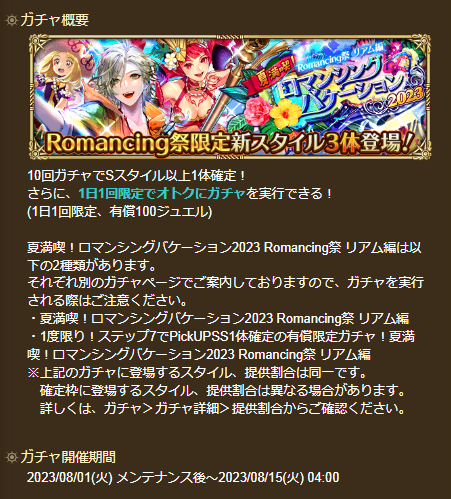 ガチャ概要
Romancing祭 リアム編
夏満喫!
ロマンシング
バケーション
2023
Romancing祭限定新スタイル3体登場!
10回ガチャでSスタイル以上1体確定！
さらに、1日1回限定でオトクにガチャを実行できる！
(1日1回限定、有償100ジュエル)
夏満喫！ロマンシングバケーション2023 Romancing祭 リアム編は以
下の2種類があります。
それぞれ別のガチャページでご案内しておりますので、ガチャを実行
される際はご注意ください。
・夏満喫！ロマンシングバケーション2023 Romancing祭 リアム編
・1度限り！ステップ7でPickUPSS1体確定の有償限定ガチャ！夏満
喫！ロマンシングバケーション2023 Romancing祭 リアム編
※上記のガチャに登場するスタイル、提供割合は同一です。
確定枠に登場するスタイル、提供割合は異なる場合があります。
詳しくは、ガチャ＞ガチャ詳細＞提供割合からご確認ください。
ガチャ開催期間
2023/08/01(火) メンテナンス後～2023/08/15(火) 04:00